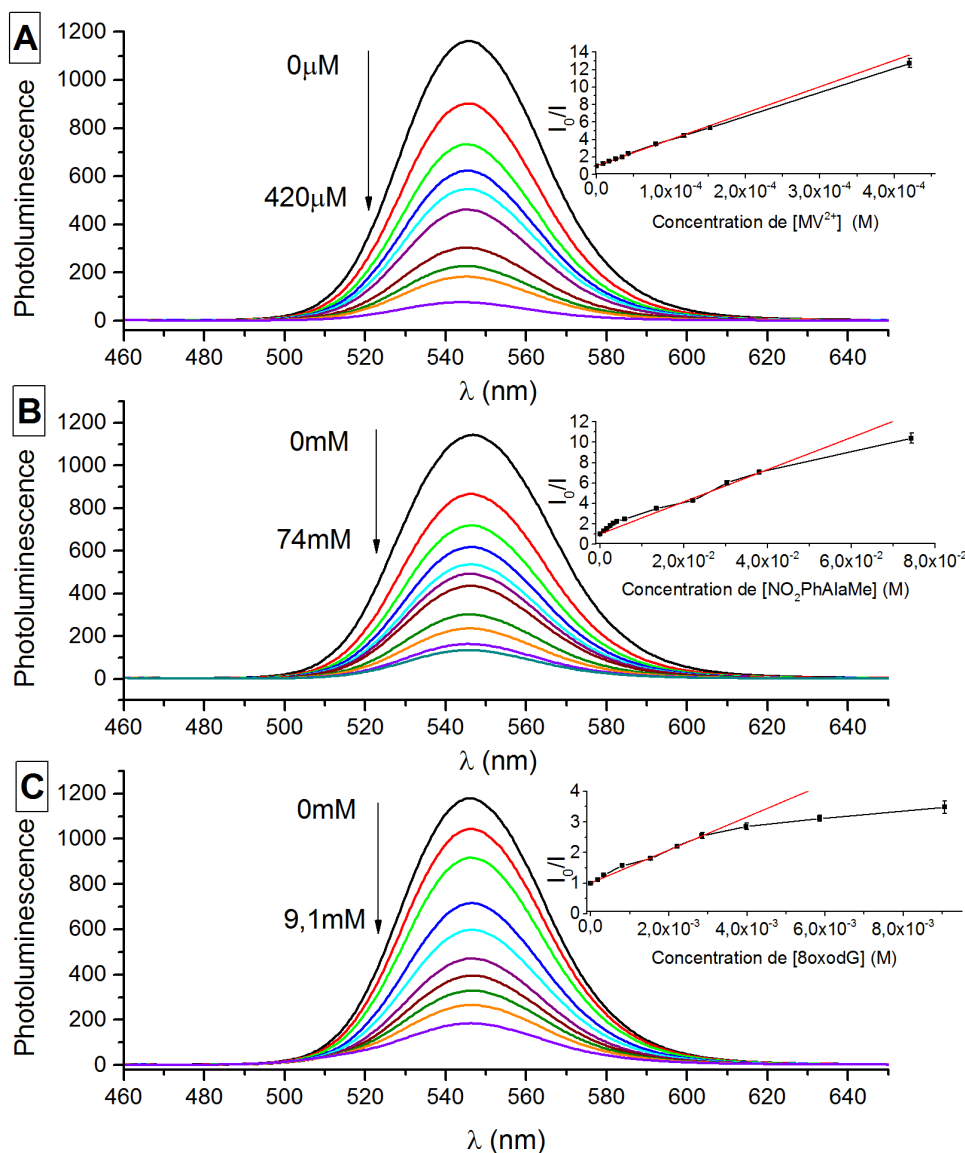 A
Photoluminescence
1200
1000
800
600
400
200
0
0μM
420μM
460 480 500 520 540 560 580 600 620 640
λ (nm)
I₀/I
14
12
10
8
6
4
2
0
0,0 1,0x10⁻⁴ 2,0x10⁻⁴ 3,0x10⁻⁴ 4,0x10⁻⁴
Concentration de [MV²⁺] (M)
B
Photoluminescence
1200
1000
800
600
400
200
0
0mM
74mM
460 480 500 520 540 560 580 600 620 640
λ (nm)
I₀/I
12
10
8
6
4
2
0
0,0 2,0x10⁻² 4,0x10⁻² 6,0x10⁻² 8,0x10⁻²
Concentration de [NO₂PhAlaMe] (M)
C
Photoluminescence
1200
1000
800
600
400
200
0
0mM
9,1mM
460 480 500 520 540 560 580 600 620 640
λ (nm)
I₀/I
4
3
2
1
0
0,0 2,0x10⁻³ 4,0x10⁻³ 6,0x10⁻³ 8,0x10⁻³
Concentration de [8oxodG] (M)